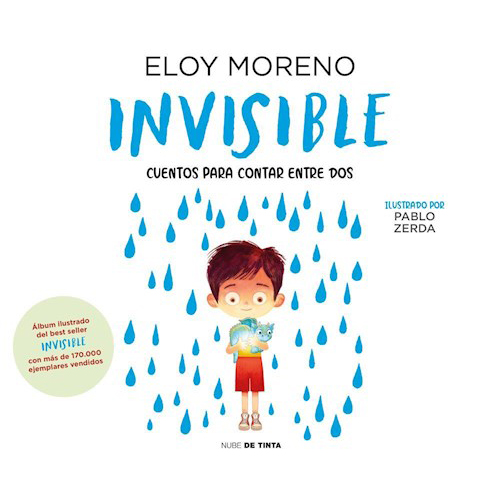 ELOY MORENO
INVISIBLE
CUENTOS PARA CONTAR ENTRE DOS
ILUSTRADO POR
PABLO
ZERDA
Álbum ilustrado
del best seller
INVISIBLE
con más de 170.000
ejemplares vendidos
NUBE DE TINTA